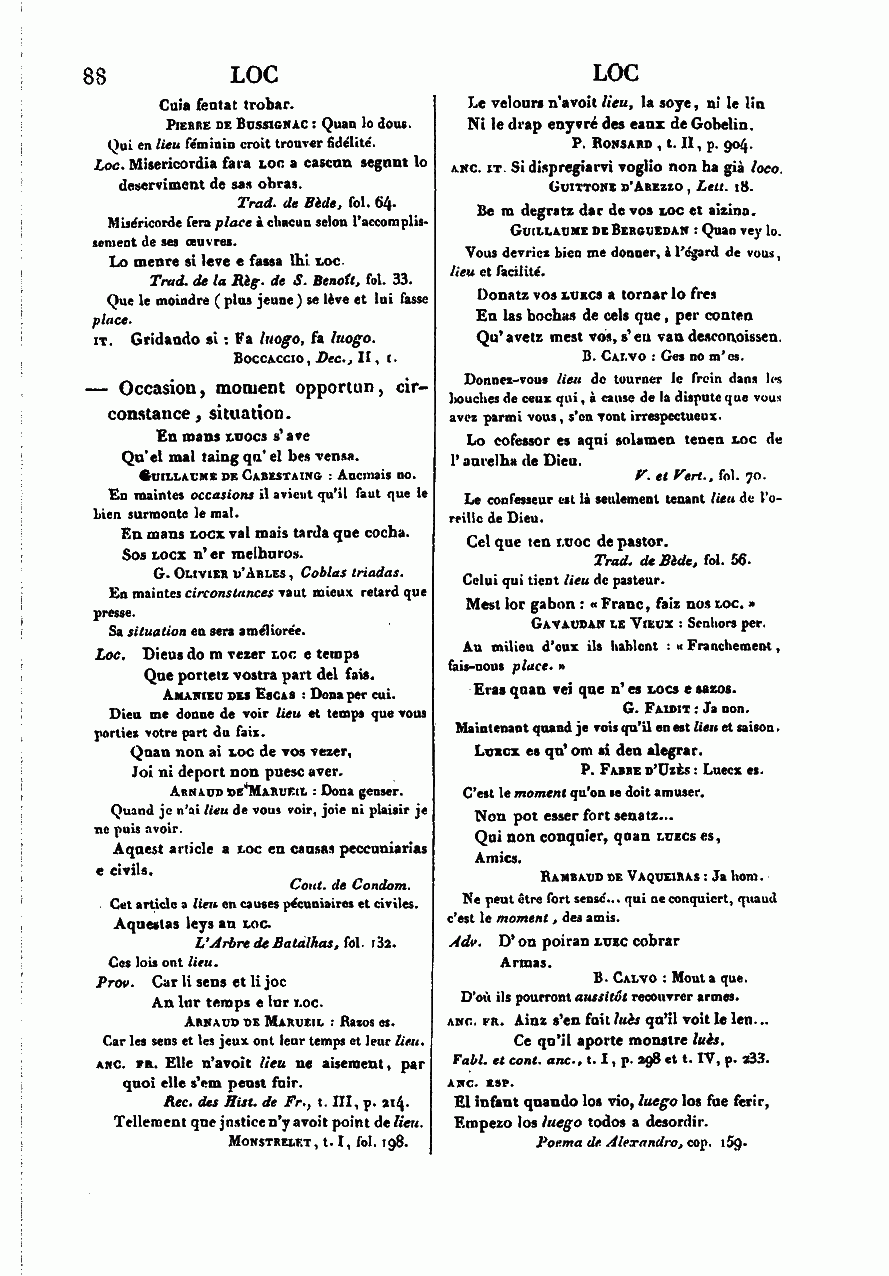 88 LOC LOC
Cuia fentat trobar.
PIERRE DE BUSSIGNAC : Quan lo dous.
Qui en lieu féminin croit trouver fidélité.
Loc. Misericordia fara LOC a cascun segunt lo
deserviment de sas obras.
Trad. de Bède, fol. 64.
Miséricorde fera place à chacun selon l'accomplis-
sement de ses œuvres.
Lo menre si leve e fassa lhi LOC.
Trad. de la Règ. de S. Benoît, fol. 33.
Que le moindre (plus jeune) se lève et lui fasse
place.
IT. Gridando si : Fa luogo, fa luogo.
BOCCACCIO, Dec., II, 1.
— Occasion, moment opportun, cir-
constance, situation.
En mans LUOCS s'ave
Qu'el mal taing qu'el bes vensa.
GUILLAUME DE CABESTAING : Ancmais no.
En maintes occasions il avient qu'il faut que le
bien surmonte le mal.
En mans LOCX val mais tarda que cocha.
Sos LOCX n'er melhuros.
G. OLIVIER D'ARLES, Coblas triadas.
En maintes circonstances vaut mieux retard que
presse.
Sa situation en sera améliorée.
Loc. Dieus do m vezer LOC e temps
Que portetz vostra part del fais.
AMANIEU DES ESCAS : Dona per cui.
Dieu me donne de voir lieu et temps que vous
portiez votre part du faix.
Quan non ai LOC de vos vezer,
Joi ni deport non puesc aver.
ARNAUD DE MARUEIL : Dona genser.
Quand je n'ai lieu de vous voir, joie ni plaisir je
ne puis avoir.
Aquest article a LOC en causas peccuniarias
e civils.
Cout. de Condom.
Cet article a lieu en causes pécuniaires et civiles.
Aquestas leys an LOC.
L'Arbre de Batalhas, fol. 132.
Ces lois ont lieu.
Prov. Car li sens et li joc
An lur temps e lur LOC.
ARNAUD DE MARUEIL : Razos es.
Car les sens et les jeux ont leur temps et leur lieu.
ANC. FR. Elle n'avoit lieu ne aisement, par
quoi elle s'em peust fuir.
Rec. des Hist. de Fr., t. III, p. 214.
Tellement que justice n'y avoit point de lieu.
MONSTRELET, t. I, fol. 198.
Le velours n'avoit lieu, la soye, ni le lin
Ni le drap enyvré des eaux de Gobelin.
P. RONSARD, t. II, p. 904.
ANC. IT. Si dispregiarvi voglio non ha già loco.
GUITTONE D'AREZZO, Lett. 18.
Be m degratz dar de vos LOC et aizina.
GUILLAUME DE BERGUEDAN : Quan vey lo.
Vous devriez bien me donner, à l'égard de vous,
lieu et facilité.
Donatz vos LUECS a tornar lo fres
En las bochas de cels que, per conten
Qu'avetz mest vos, s'eu van desconoissen.
B. CALVO : Ges no m'es.
Donnez-vous lieu de tourner le frein dans les
bouches de ceux qui, à cause de la dispute que vous
avez parmi vous, s'en vont irrespectueux.
Lo cofessor es aqui solamen tenen LOC de
l'aurelha de Dieu.
V. et Vert., fol. 70.
Le confesseur est là seulement tenant lieu de l'o-
reille de Dieu.
Cel que ten LUOC de pastor.
Trad. de Bède, fol. 56.
Celui qui tient lieu de pasteur.
Mest lor gabon : « Franc, faiz nos LOC. »
GAVAUDAN LE VIEUX : Senhors per.
Au milieu d'eux ils hablent : « Franchement,
fais-nous place. »
Eras quan vei que n'es LOCS e sazos.
G. FAIDIT : Ja non.
Maintenant quand je vois qu'il en est lieu et saison.
LUECX es qu'om si deu alegrar.
P. FABRE D'UZÈS : Luecx es.
C'est le moment qu'on se doit amuser.
Non pot esser fort senatz...
Qui non conquier, quan LUECS es,
Amics.
RAMBAUD DE VAQUEIRAS : Ja hom.
Ne peut être fort sensé... qui ne conquiert, quand
c'est le moment, des amis.
Adv. D'on poiran LUEC cobrar
Armas.
B. CALVO : Mout a que.
D'où ils pourront aussitôt recouvrer armes.
ANC. FR. Ainz s'en fuit luès qu'il voit le len...
Ce qu'il aporte monstre luès.
Fabl. et cont. anc., t. I, p. 298 et t. IV, p. 233.
ANC. ESP.
El infant quando los vio, luego los fue ferir,
Empezo los luego todos a desordir.
Poema de Alexandro, cop. 159.